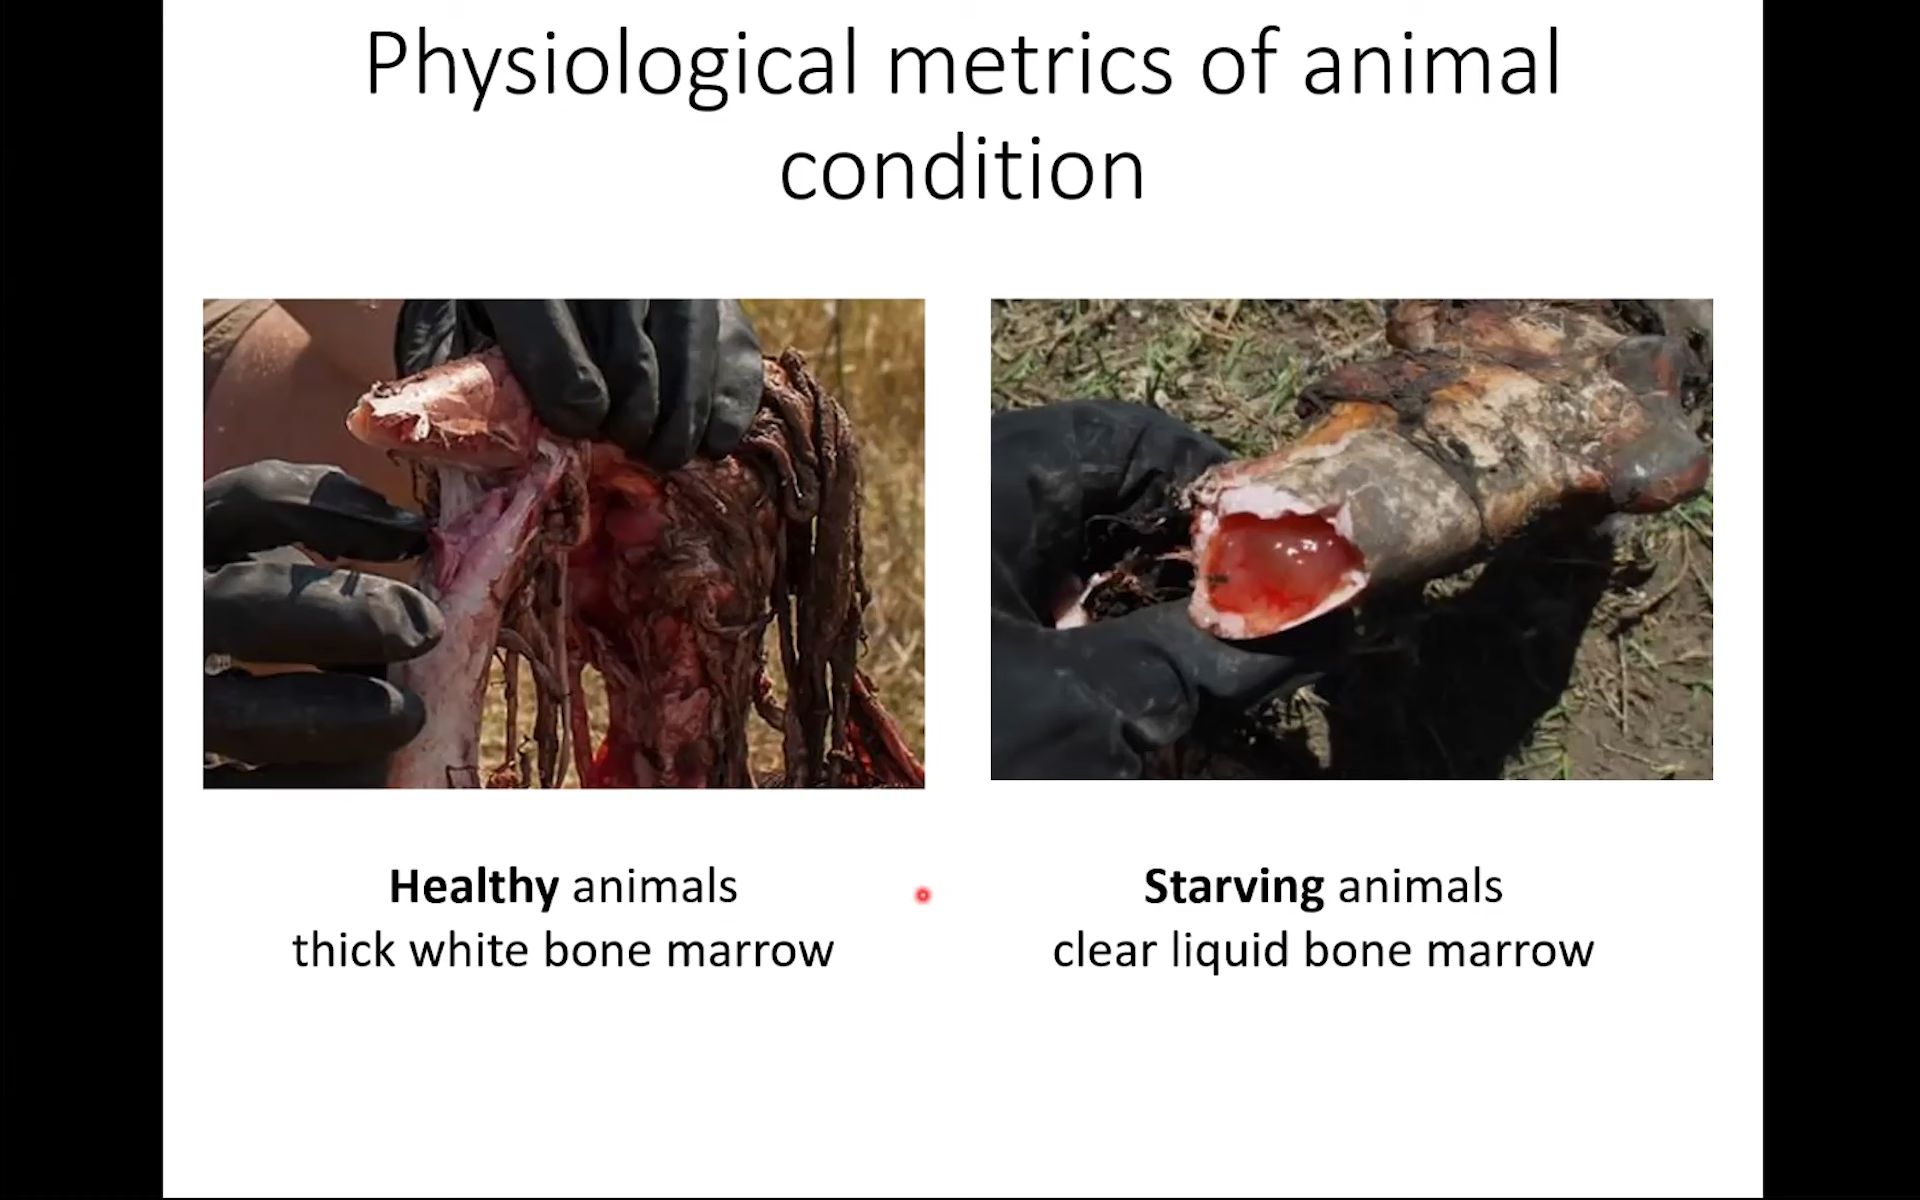 Physiological metrics of animal
condition
Healthy animals
thick white bone marrow
Starving animals
clear liquid bone marrow